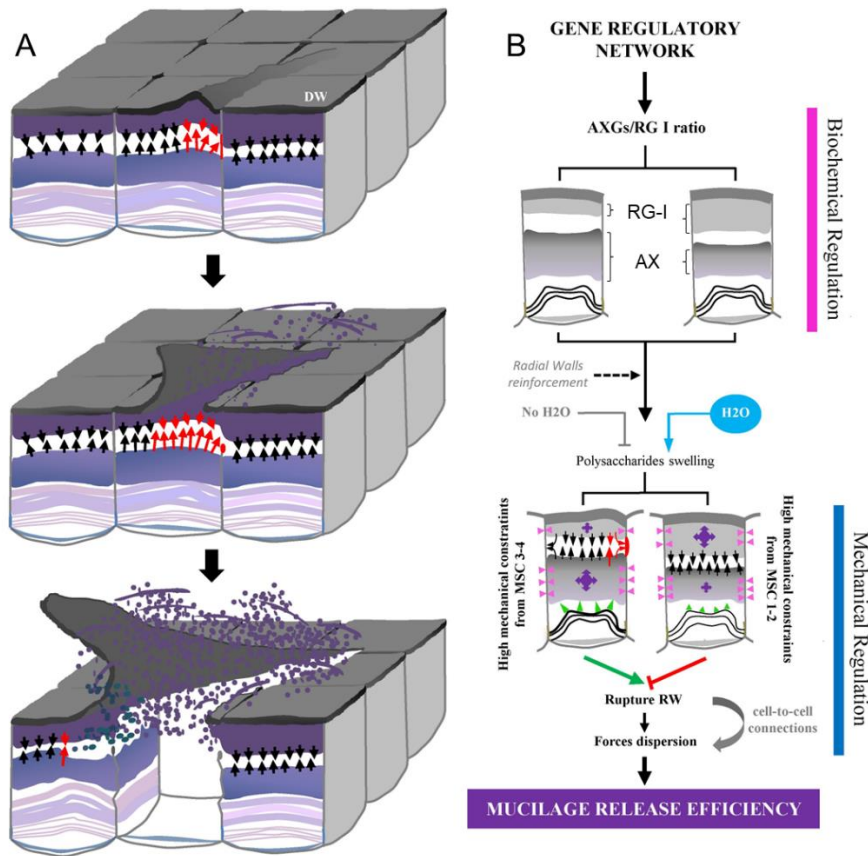 A
DW
B
GENE REGULATORY
NETWORK
AXGs/RG I ratio
RG-I
AX
Biochemical Regulation
Radial Walls
reinforcement
No H2O
H2O
Polysaccharides swelling
High mechanical constratints
from MSC 3-4
High mechanical constraints
from MSC 1-2
Mechanical Regulation
Rupture RW
cell-to-cell
connections
Forces dispersion
MUCILAGE RELEASE EFFICIENCY